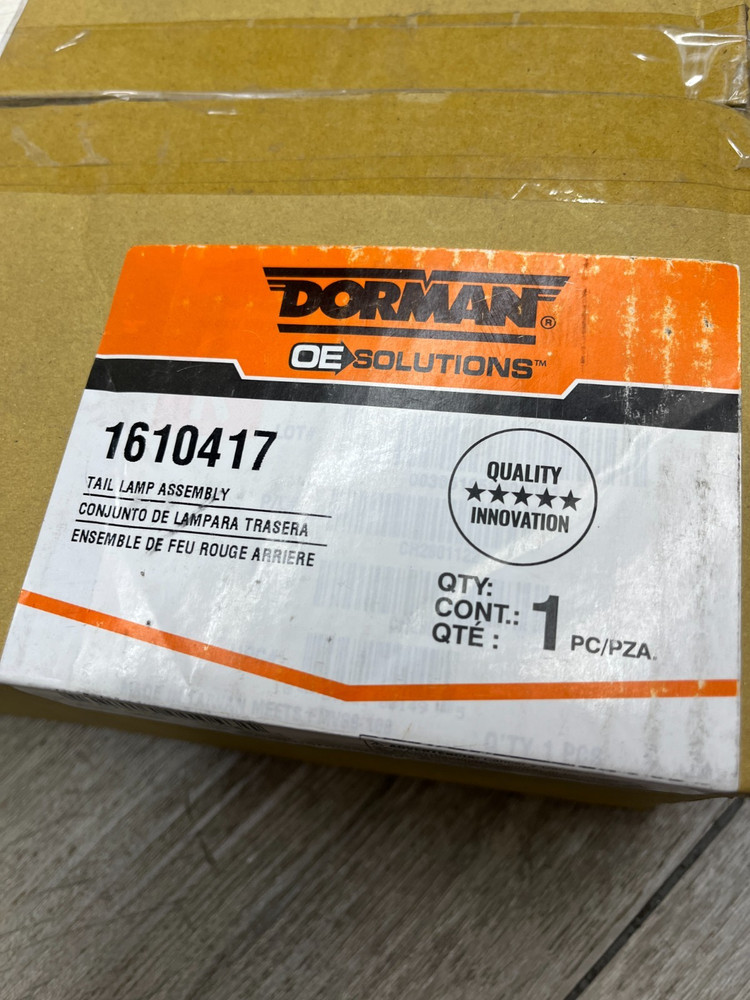 DORMAN®
OE SOLUTIONS™
1610417
TAIL LAMP ASSEMBLY
CONJUNTO DE LAMPARA TRASERA
ENSEMBLE DE FEU ROUGE ARRIERE
QUALITY
★★★★★
INNOVATION
QTY:
CONT.:
QTÉ :
1 PC/PZA.